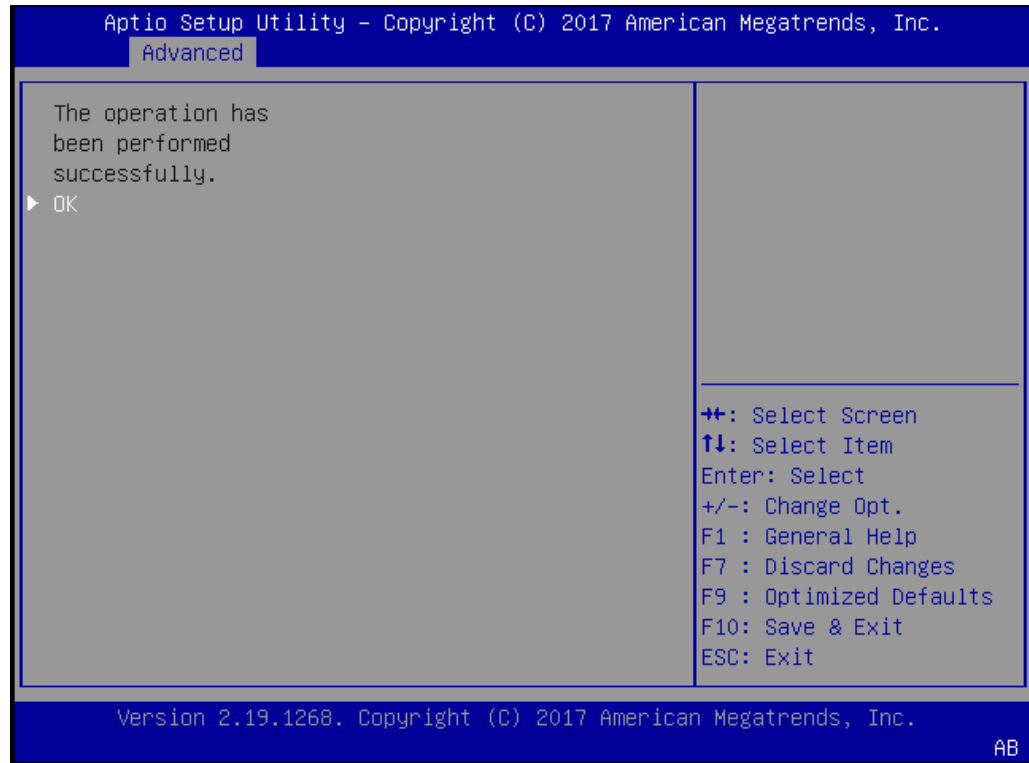 Aptio Setup Utility – Copyright (C) 2017 American Megatrends, Inc.
Advanced
The operation has
been performed
successfully.
► OK
→←: Select Screen
↑↓: Select Item
Enter: Select
+/-: Change Opt.
F1 : General Help
F7 : Discard Changes
F9 : Optimized Defaults
F10: Save & Exit
ESC: Exit
Version 2.19.1268. Copyright (C) 2017 American Megatrends, Inc.
AB